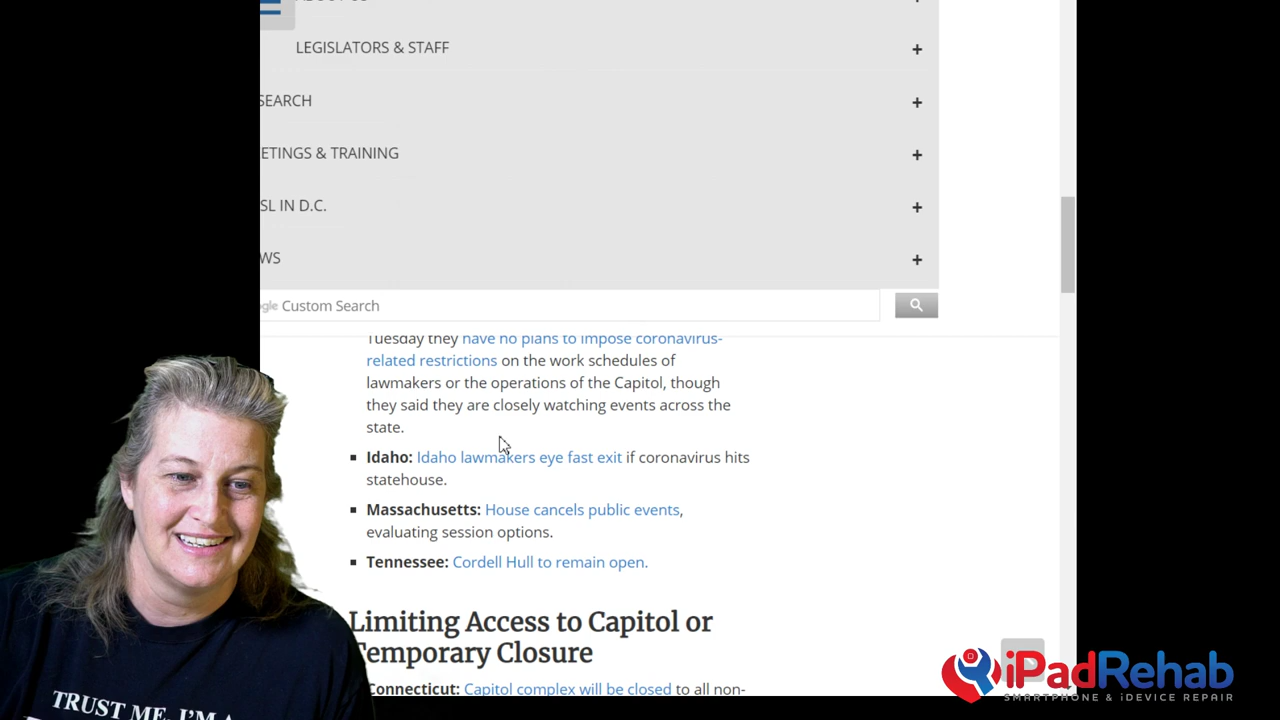 LEGISLATORS & STAFF
SEARCH
ETINGS & TRAINING
SL IN D.C.
WS
gle Custom Search
Tuesday they have no plans to impose coronavirus-
related restrictions on the work schedules of
lawmakers or the operations of the Capitol, though
they said they are closely watching events across the
state.
Idaho: Idaho lawmakers eye fast exit if coronavirus hits
statehouse.
Massachusetts: House cancels public events,
evaluating session options.
Tennessee: Cordell Hull to remain open.
Limiting Access to Capitol or
Temporary Closure
Connecticut: Capitol complex will be closed to all non-
TRUST ME, I'M A
iPadRehab
SMARTPHONE & iDEVICE REPAIR